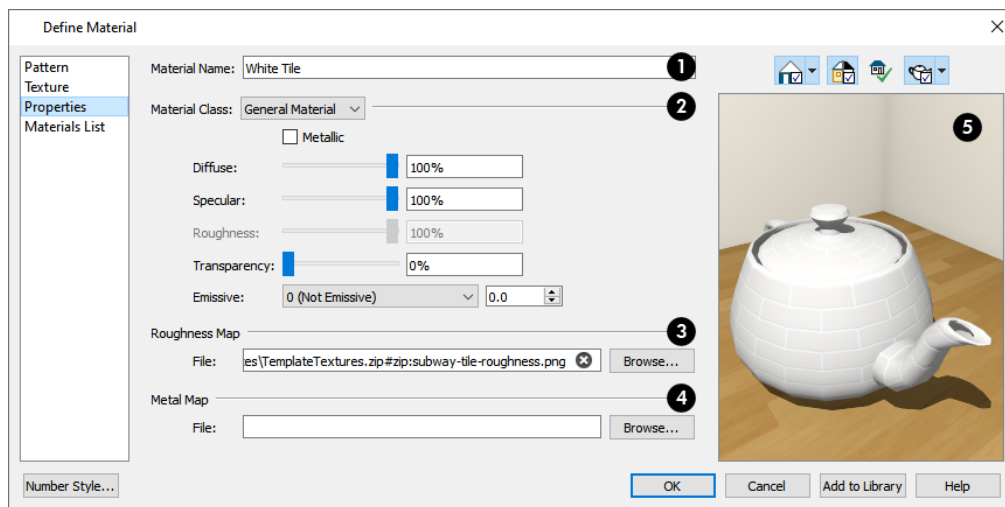 Define Material
Pattern
Texture
Properties
Materials List
Material Name: White Tile 1
Material Class: General Material 2
Metallic
Diffuse: 100%
Specular: 100%
Roughness: 100%
Transparency: 0%
Emissive: 0 (Not Emissive) 0.0
Roughness Map 3
File: es\TemplateTextures.zip#zip:subway-tile-roughness.png Browse...
Metal Map 4
File: Browse...
5
Number Style... OK Cancel Add to Library Help